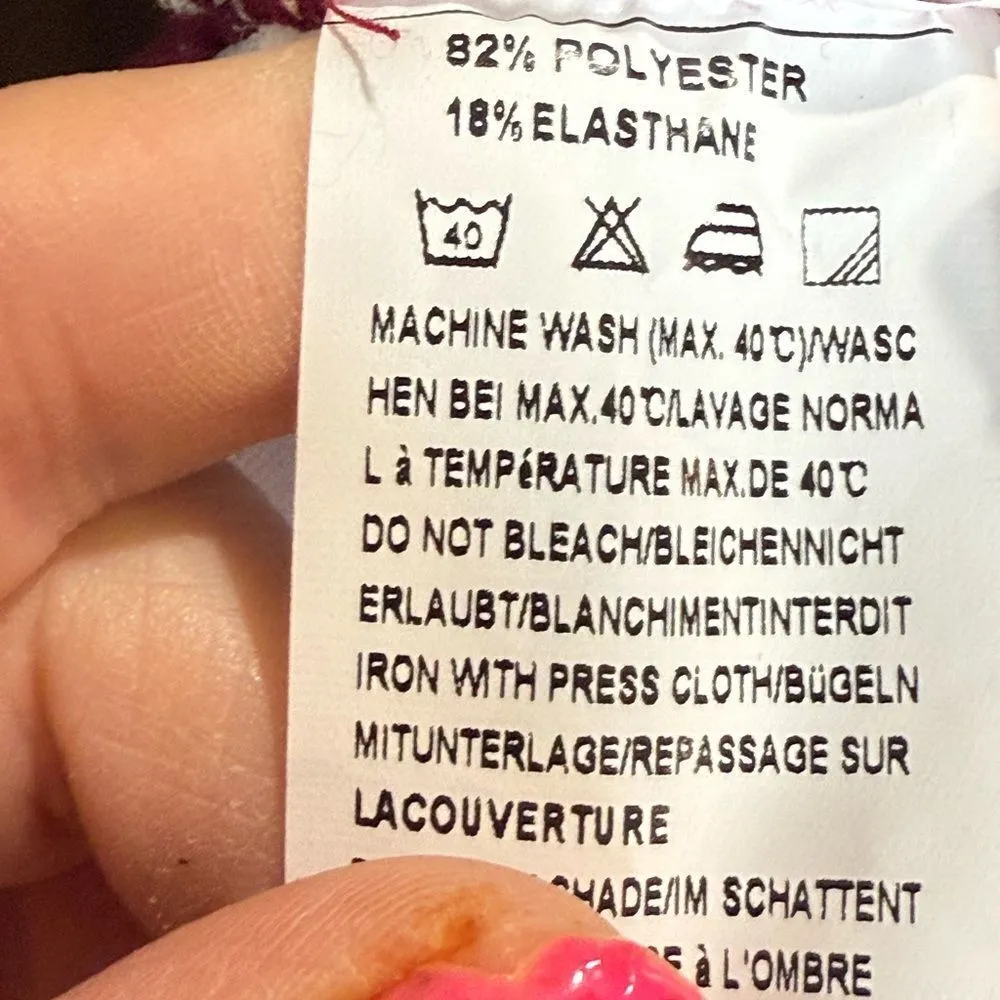 82% POLYESTER
18% ELASTHANE
40
MACHINE WASH (MAX. 40℃)/WASC
HEN BEI MAX.40℃/LAVAGE NORMA
L à TEMPéRATURE MAX.DE 40℃
DO NOT BLEACH/BLEICHENNICHT
ERLAUBT/BLANCHIMENTINTERDIT
IRON WITH PRESS CLOTH/BüGELN
MITUNTERLAGE/REPASSAGE SUR
LACOUVERTURE
HADE/IM SCHATTENT
à L'OMBRE